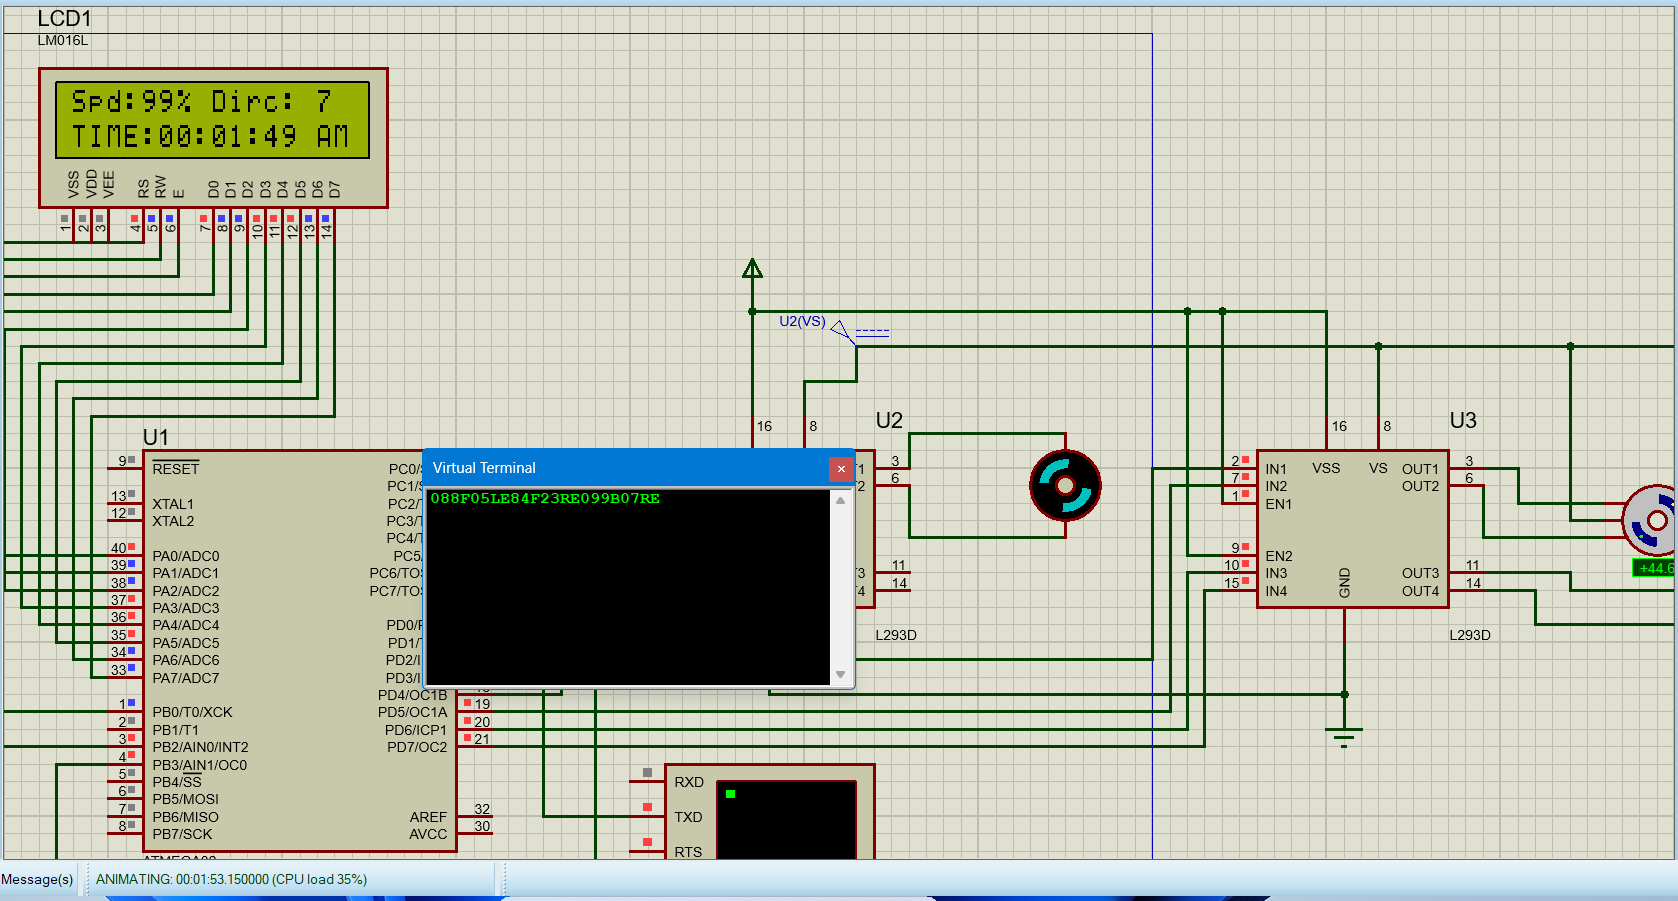 LCD1
LM016L
Spd:99% Dirc: 7
TIME:00:01:49 AM
VSS VDD VEE RS RW E D0 D1 D2 D3 D4 D5 D6 D7
1 2 3 4 5 6 7 8 9 10 11 12 13 14
U2(VS)
U1
9 RESET
13 XTAL1
12 XTAL2
40 PA0/ADC0
39 PA1/ADC1
38 PA2/ADC2
37 PA3/ADC3
36 PA4/ADC4
35 PA5/ADC5
34 PA6/ADC6
33 PA7/ADC7
1 PB0/T0/XCK
2 PB1/T1
3 PB2/AIN0/INT2
4 PB3/AIN1/OC0
5 PB4/SS
6 PB5/MOSI
7 PB6/MISO
8 PB7/SCK
PC0/
PC1/
PC2/
PC3/
PC4/
PC5/
PC6/TO
PC7/TO
PD0/
PD1/
PD2/
PD3/
PD4/OC1B
PD5/OC1A 19
PD6/ICP1 20
PD7/OC2 21
AREF 32
AVCC 30
Virtual Terminal
088F05LE84F23RE099B07RE
16 8
U2
3
6
11
14
L293D
U3
16 8
2 IN1 VSS VS OUT1 3
7 IN2 OUT2 6
1 EN1
9 EN2
10 IN3 GND OUT3 11
15 IN4 OUT4 14
L293D
+44.6
RXD
TXD
RTS
Message(s)
ANIMATING: 00:01:53.150000 (CPU load 35%)